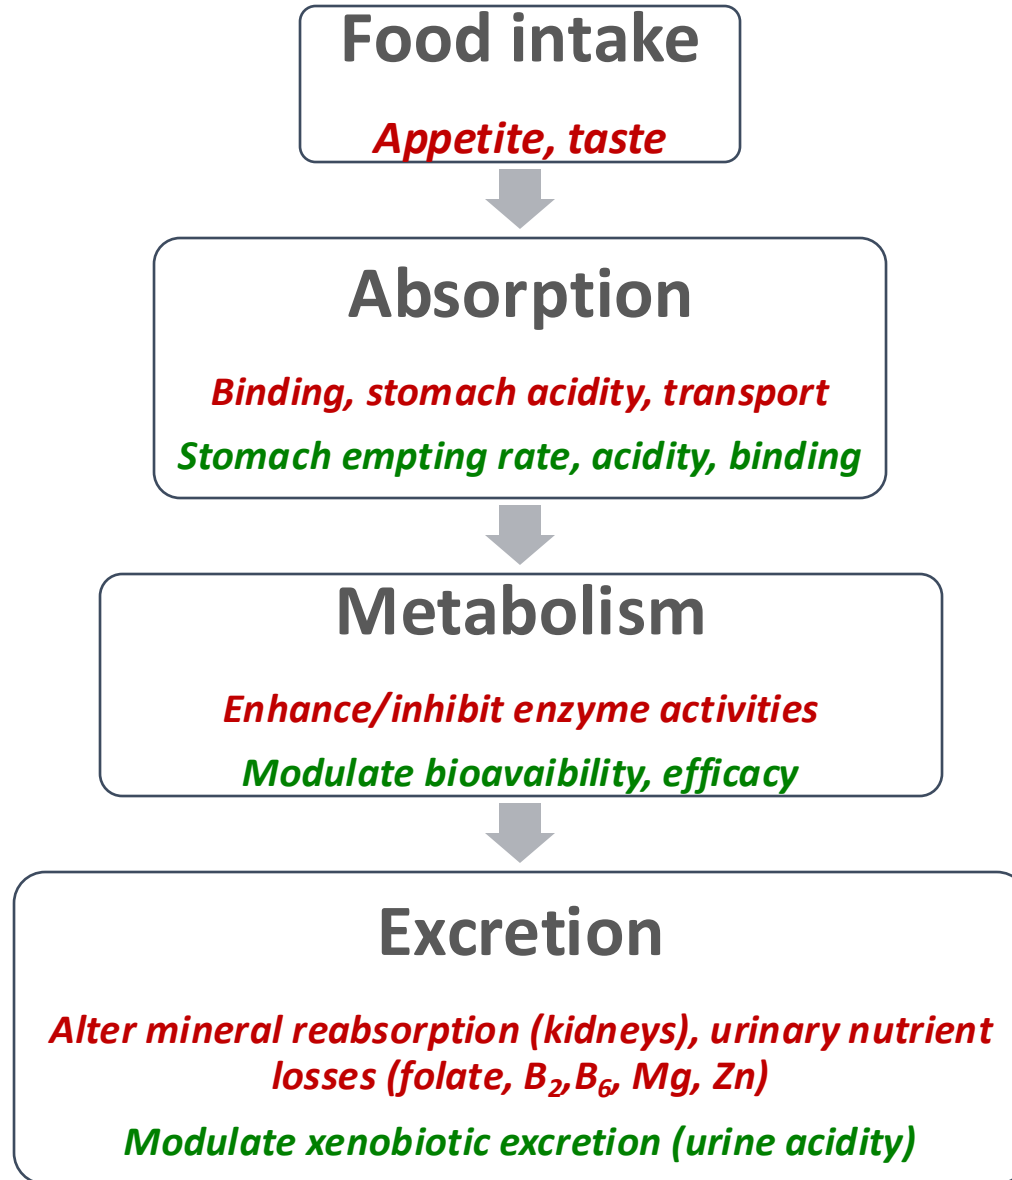 Food intake
Appetite, taste
Absorption
Binding, stomach acidity, transport
Stomach empting rate, acidity, binding
Metabolism
Enhance/inhibit enzyme activities
Modulate bioavaibility, efficacy
Excretion
Alter mineral reabsorption (kidneys), urinary nutrient
losses (folate, B₂,B₆, Mg, Zn)
Modulate xenobiotic excretion (urine acidity)